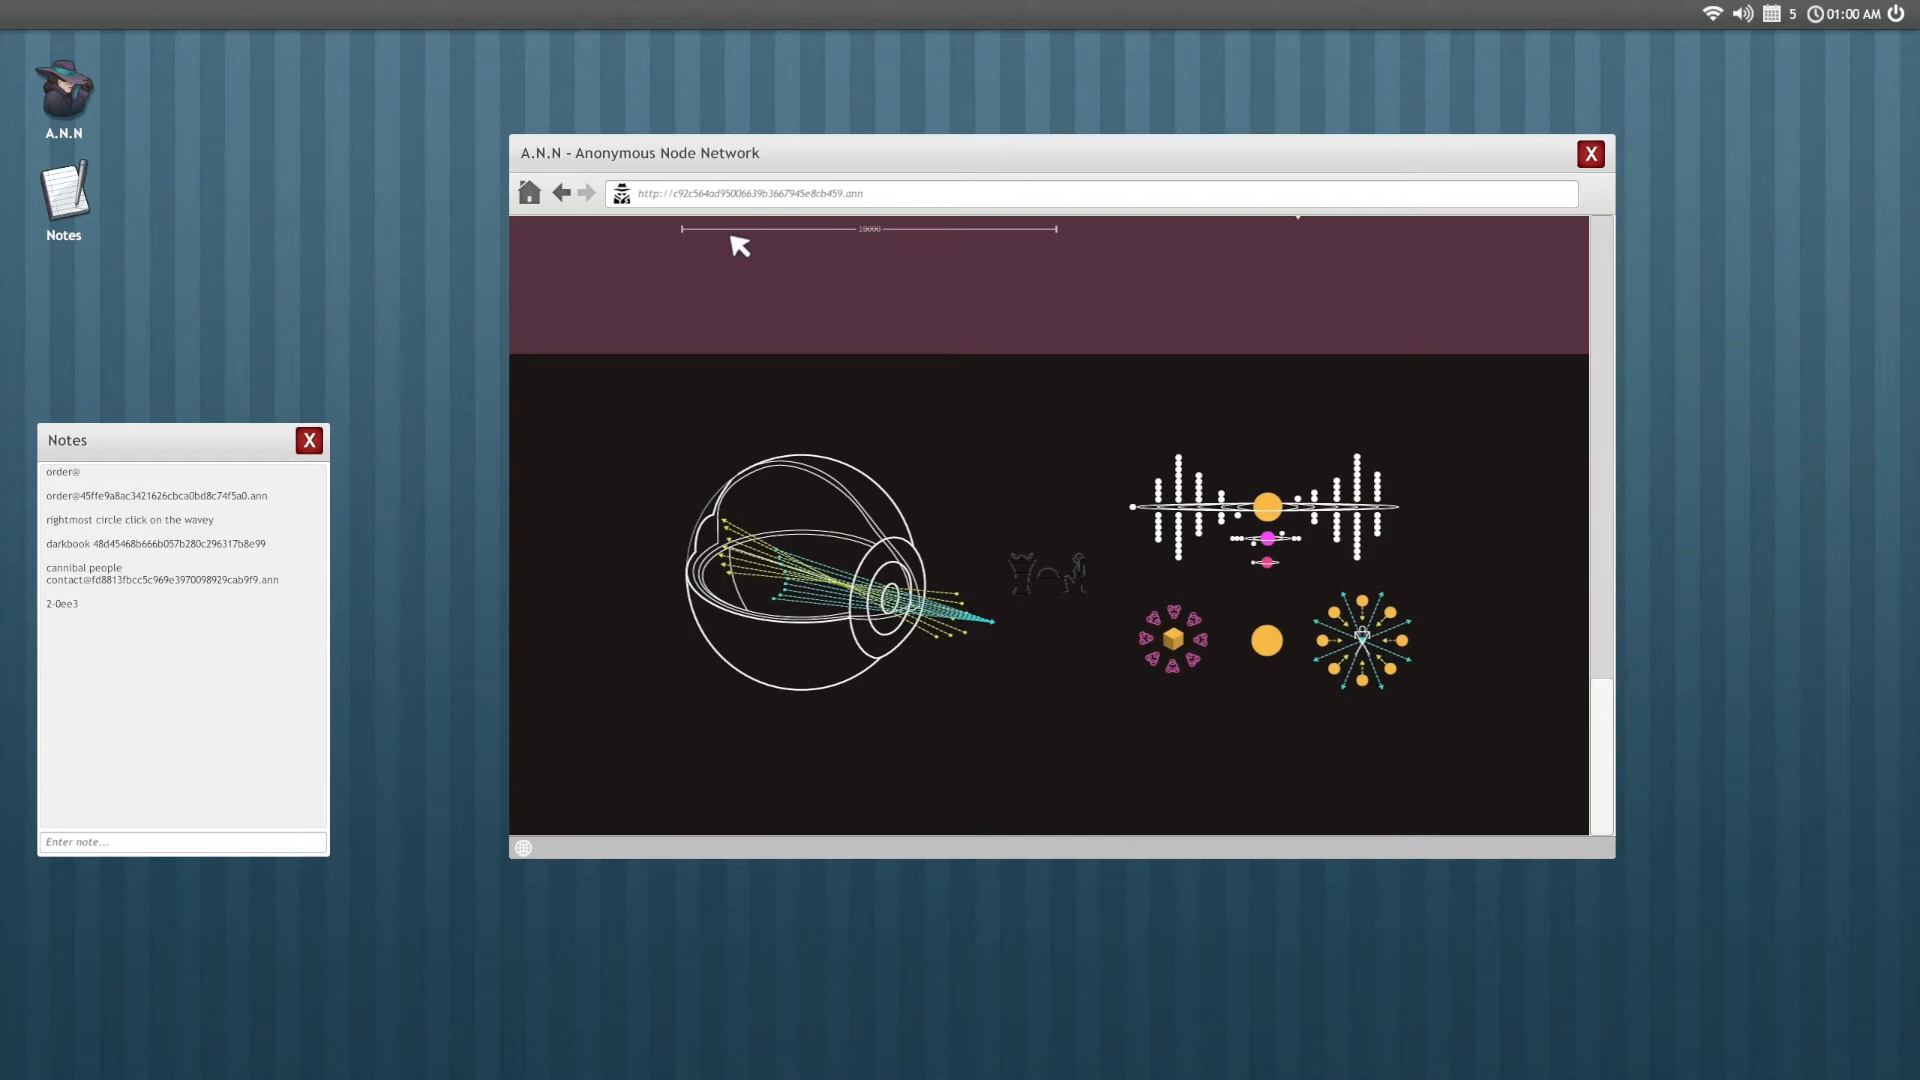 5
01:00 AM
A.N.N
Notes
A.N.N - Anonymous Node Network
X
http://c92c564ad95006639b3667945e8cb459.ann
10000
Notes
X
order@
order@45ffe9a8ac3421626cbca0bd8c74f5a0.ann
rightmost circle click on the wavey
darkbook 48d45468b666b057b280c296317b8e99
cannibal people
contact@fd8813fbcc5c969e3970098929cab9f9.ann
2-0ee3
Enter note...